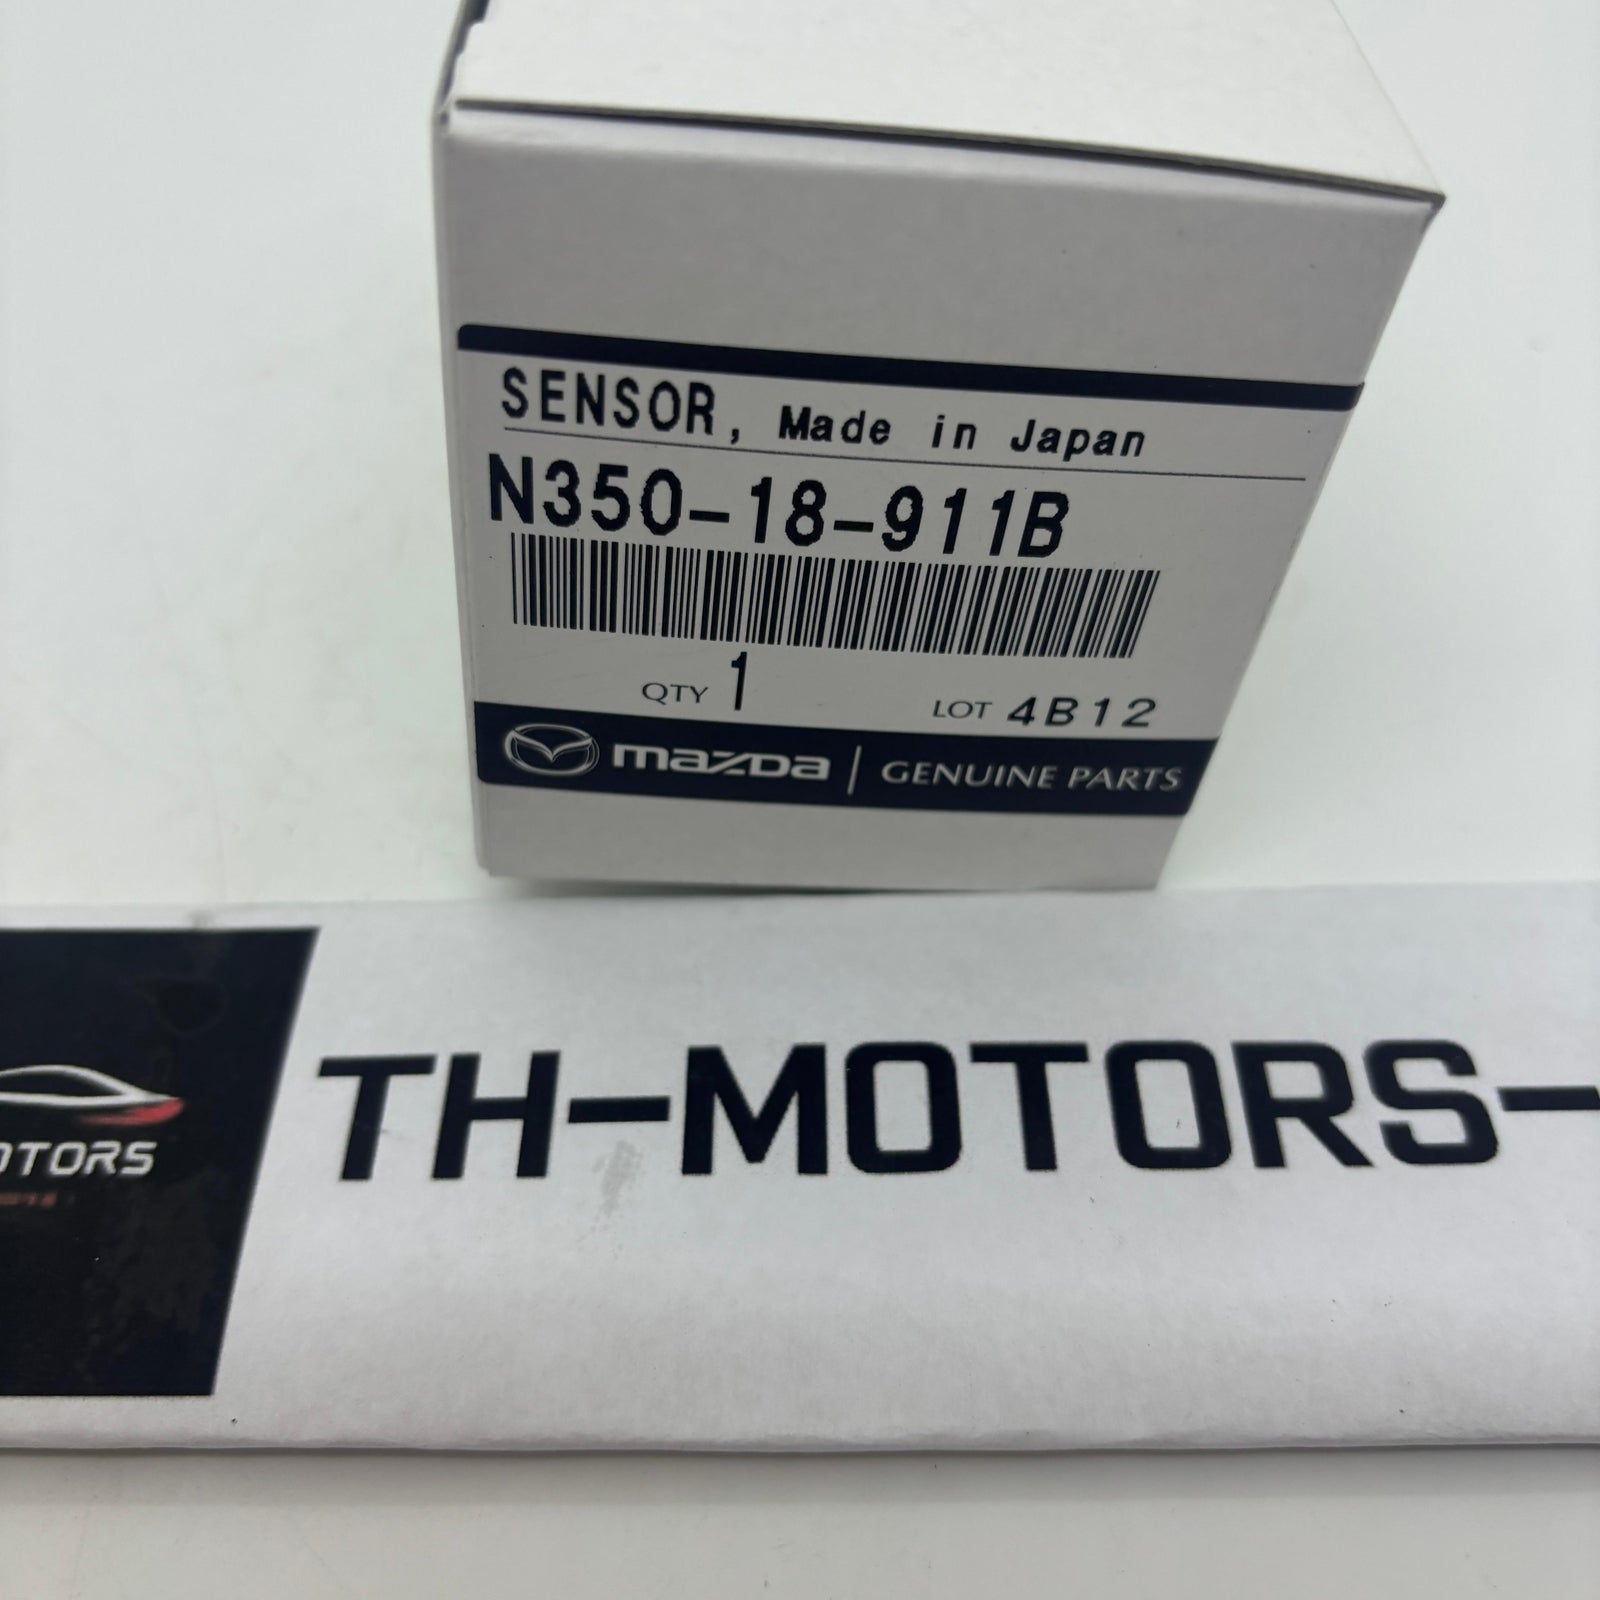 SENSOR, Made in Japan
N350-18-911B
QTY 1 LOT 4B12
mazda | GENUINE PARTS
TH-MOTORS-
OTORS